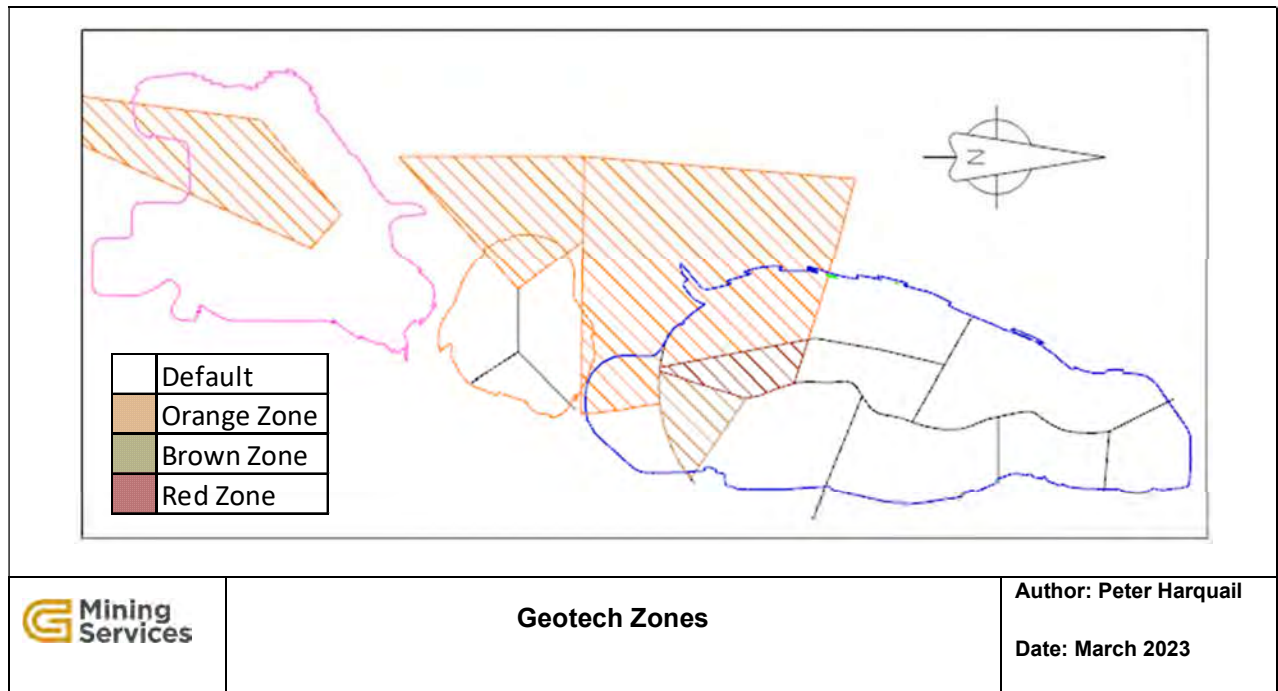 N
Default
Orange Zone
Brown Zone
Red Zone
G Mining
Services
Geotech Zones
Author: Peter Harquail
Date: March 2023